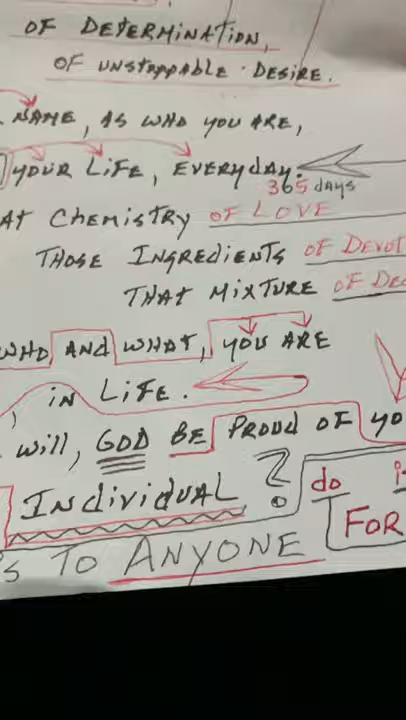 OF DETERMINATION,
OF UNSTOPPABLE DESIRE.
NAME, AS WHO YOU ARE,
YOUR LiFE, EVERYday.
365 days
AT CHEMISTRY OF LOVE
THOSE INGREDIENTS OF
THAT MIXTURE OF
WHO AND WHAT, YOU ARE
iN LiFE.
will, GOD BE PROUD OF
INdividuAL ?
do
FOR
TO ANYONE